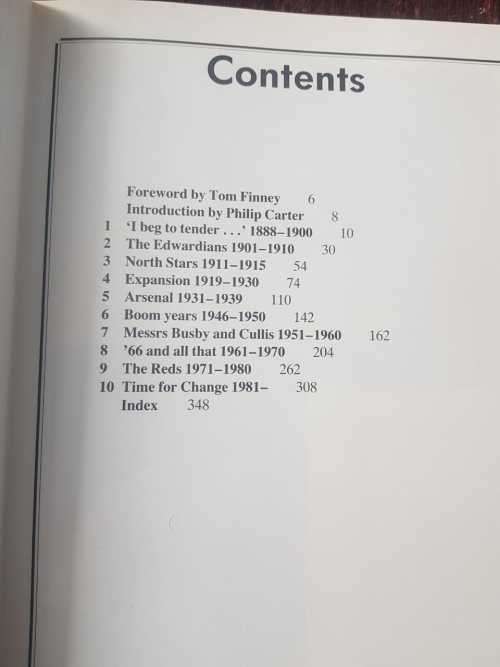 Contents
Foreword by Tom Finney 6
Introduction by Philip Carter 8
1 ‘I beg to tender . . .’ 1888–1900 10
2 The Edwardians 1901–1910 30
3 North Stars 1911–1915 54
4 Expansion 1919–1930 74
5 Arsenal 1931–1939 110
6 Boom years 1946–1950 142
7 Messrs Busby and Cullis 1951–1960 162
8 ’66 and all that 1961–1970 204
9 The Reds 1971–1980 262
10 Time for Change 1981– 308
Index 348